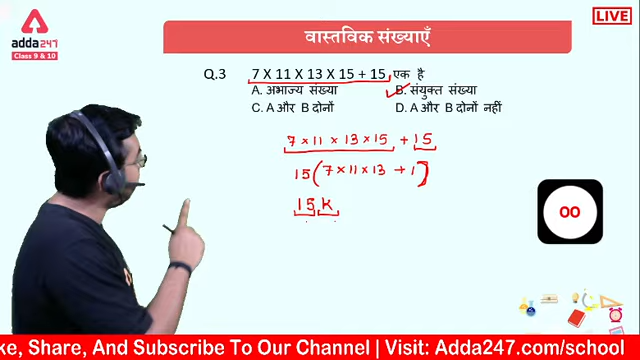 LIVE
adda247
Class 9 & 10
वास्तविक संख्याएँ
Q.3 7 X 11 X 13 X 15 + 15 एक है
A. अभाज्य संख्या B. संयुक्त संख्या
C. A और B दोनों D. A और B दोनों नहीं
7 × 11 × 13 × 15 + 15
15 (7 × 11 × 13 + 1)
15 k
00
ke, Share, And Subscribe To Our Channel | Visit: Adda247.com/school